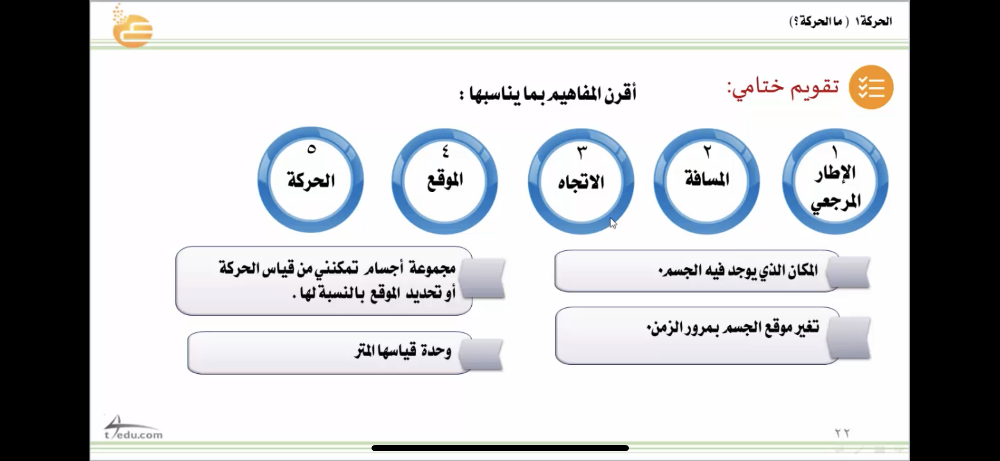 الحركة١ (ما الحركة؟)
تقويم ختامي:
أقرن المفاهيم بما يناسبها :
١
الإطار
المرجعي
٢
المسافة
٣
الاتجاه
٤
الموقع
٥
الحركة
المكان الذي يوجد فيه الجسم.
مجموعة أجسام تمكنني من قياس الحركة
أو تحديد الموقع بالنسبة لها .
تغير موقع الجسم بمرور الزمن.
وحدة قياسها المتر
t4edu.com
٢٢